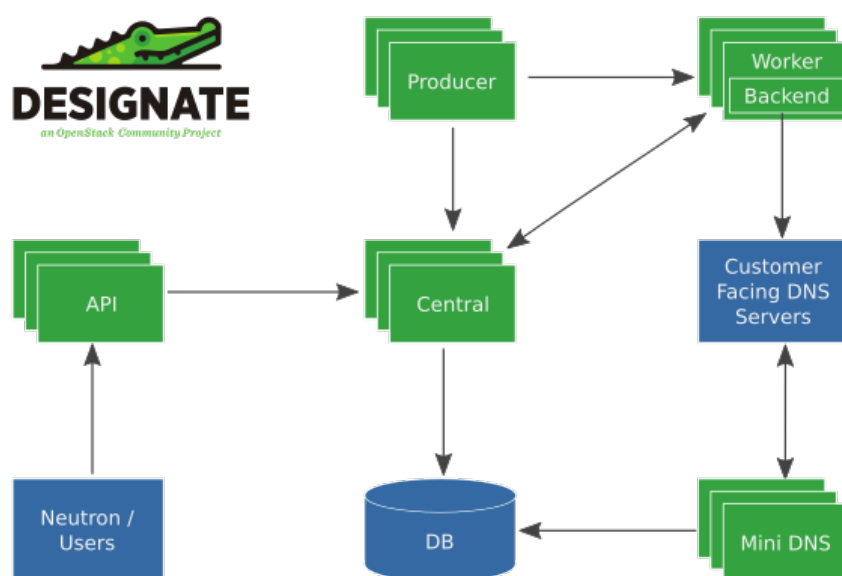 DESIGNATE
an OpenStack Community Project
Producer
Worker
Backend
API
Central
Customer
Facing DNS
Servers
Neutron /
Users
DB
Mini DNS